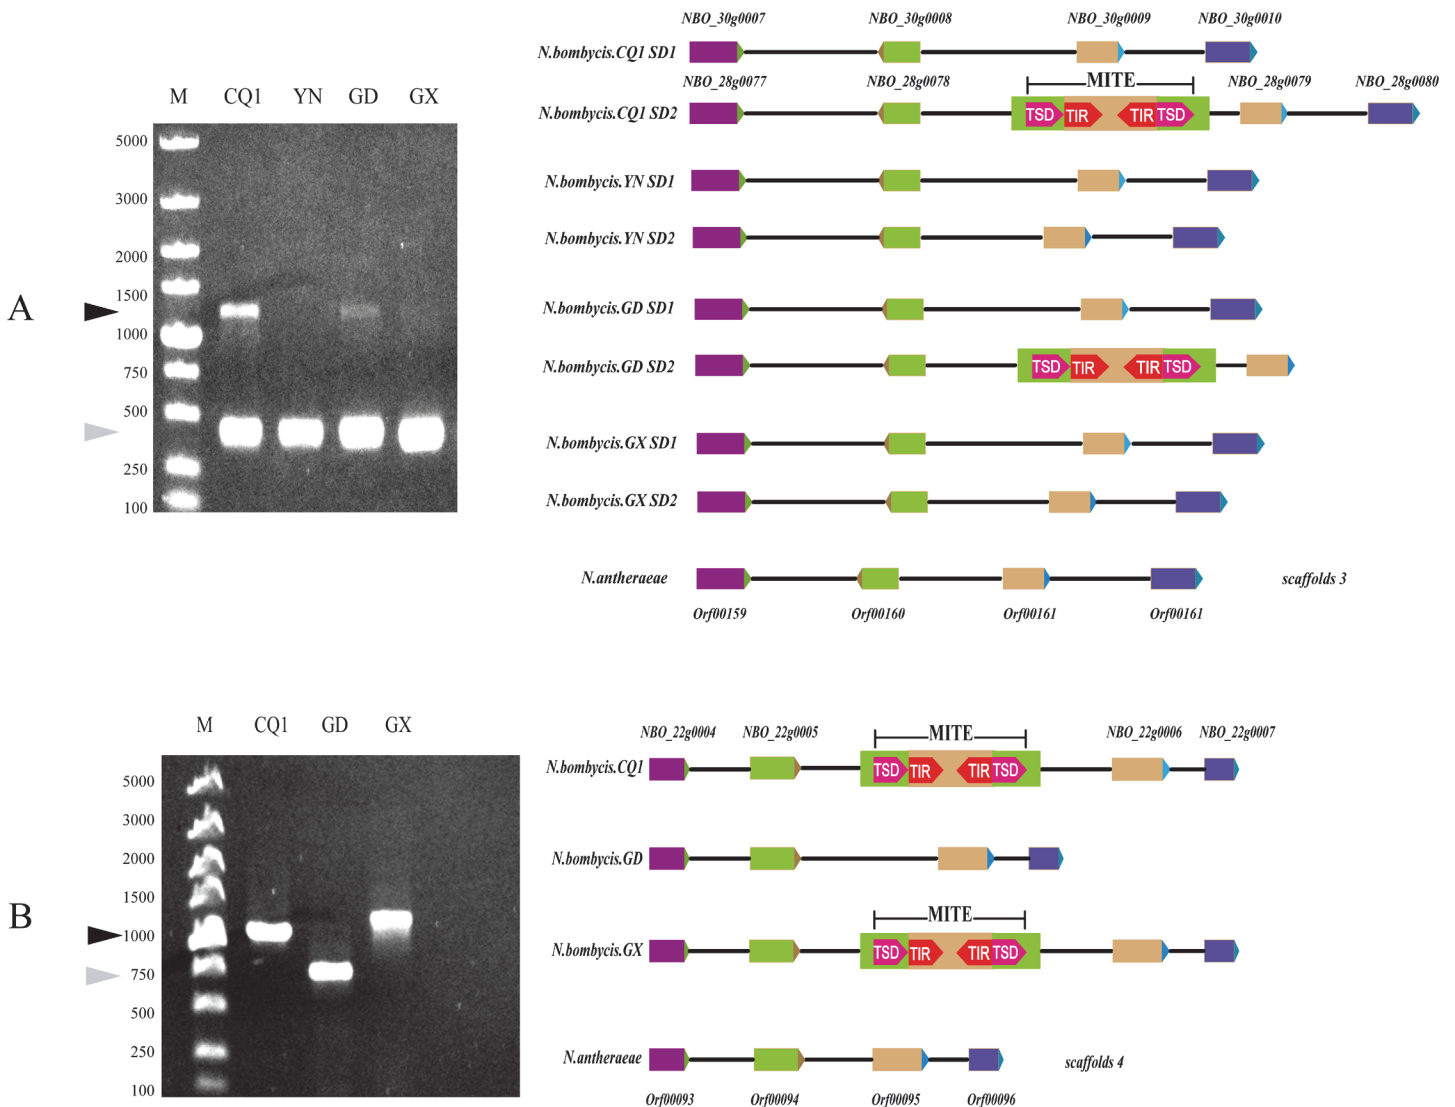 A
M CQ1 YN GD GX
5000
3000
2000
1500
1000
750
500
250
100
NBO_30g0007 NBO_30g0008 NBO_30g0009 NBO_30g0010
N.bombycis.CQ1 SD1
NBO_28g0077 NBO_28g0078 MITE NBO_28g0079 NBO_28g0080
N.bombycis.CQ1 SD2 TSD TIR TIR TSD
N.bombycis.YN SD1
N.bombycis.YN SD2
N.bombycis.GD SD1
N.bombycis.GD SD2 TSD TIR TIR TSD
N.bombycis.GX SD1
N.bombycis.GX SD2
N.antheraeae scaffolds 3
Orf00159 Orf00160 Orf00161 Orf00161
B
M CQ1 GD GX
5000
3000
2000
1500
1000
750
500
250
100
NBO_22g0004 NBO_22g0005 MITE NBO_22g0006 NBO_22g0007
N.bombycis.CQ1 TSD TIR TIR TSD
N.bombycis.GD
MITE
N.bombycis.GX TSD TIR TIR TSD
N.antheraeae scaffolds 4
Orf00093 Orf00094 Orf00095 Orf00096